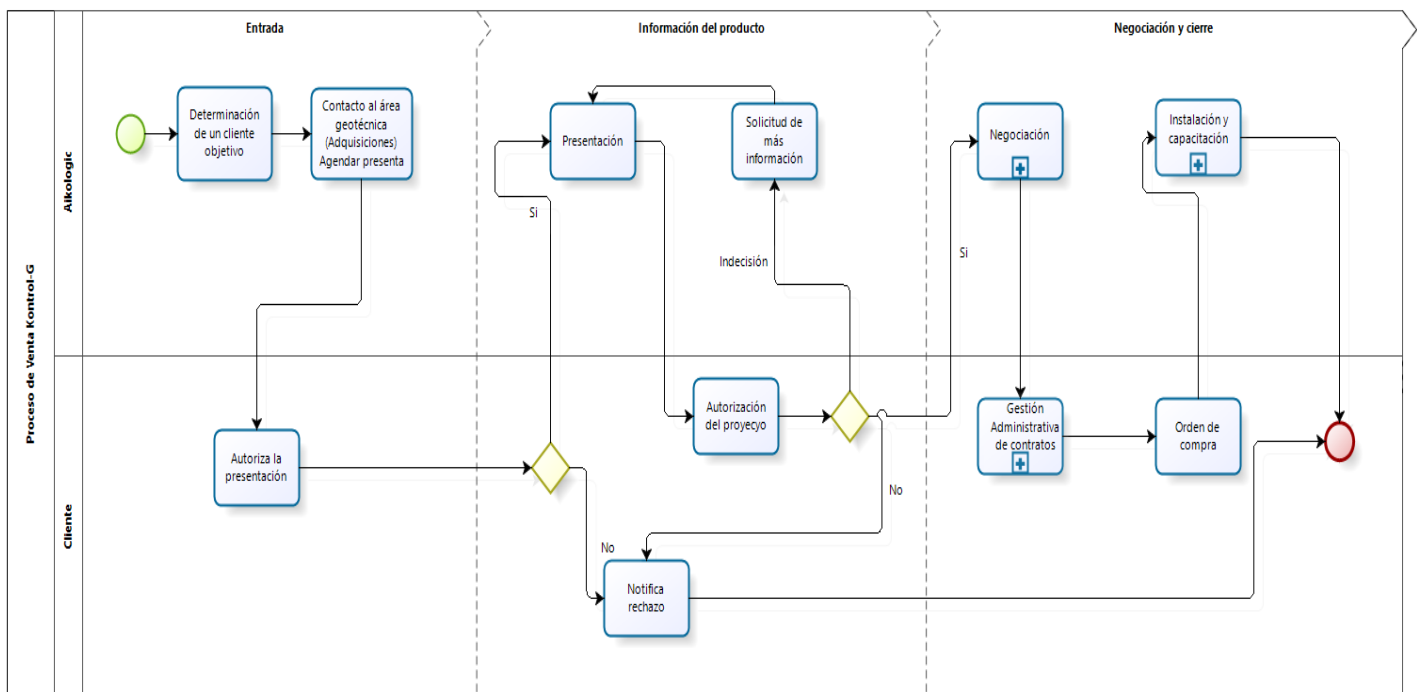 Proceso de Venta Kontrol-G
Aikologic
Cliente
Entrada
Información del producto
Negociación y cierre
Determinación
de un cliente
objetivo
Contacto al área
geotécnica
(Adquisiciones)
Agendar presenta
Presentación
Solicitud de
más
información
Negociación
Instalación y
capacitación
Si
Indecisión
Si
Autoriza la
presentación
Autorización
del proyecyo
Gestión
Administrativa
de contratos
Orden de
compra
No
No
Notifica
rechazo